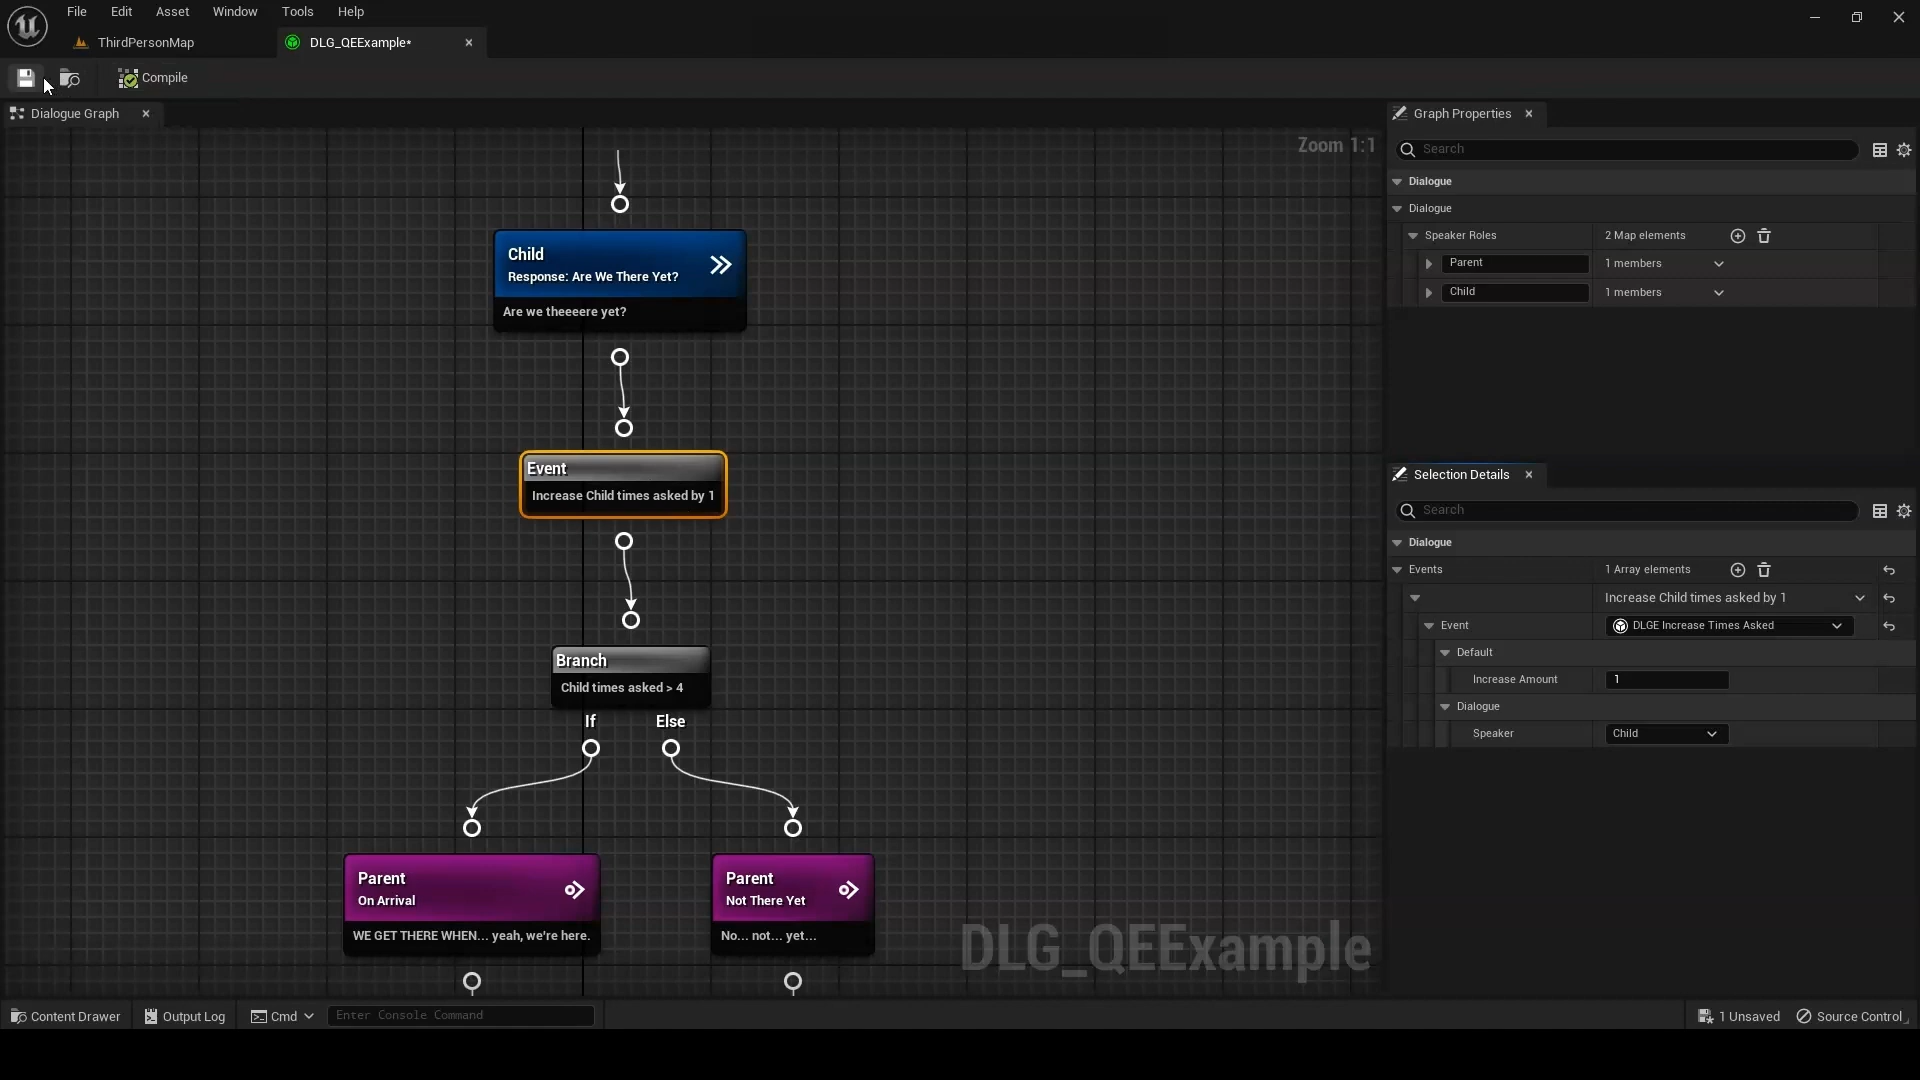 File Edit Asset Window Tools Help
ThirdPersonMap DLG_QEExample*
Compile
Dialogue Graph
Zoom 1:1
Child
Response: Are We There Yet?
Are we theeeere yet?
Event
Increase Child times asked by 1
Branch
Child times asked > 4
If Else
Parent
On Arrival
WE GET THERE WHEN... yeah, we're here.
Parent
Not There Yet
No... not... yet...
DLG_QEExample
Graph Properties
Search
Dialogue
Dialogue
Speaker Roles 2 Map elements
Parent 1 members
Child 1 members
Selection Details
Search
Dialogue
Events 1 Array elements
Increase Child times asked by 1
Event DLGE Increase Times Asked
Default
Increase Amount 1
Dialogue
Speaker Child
Content Drawer Output Log Cmd Enter Console Command 1 Unsaved Source Control